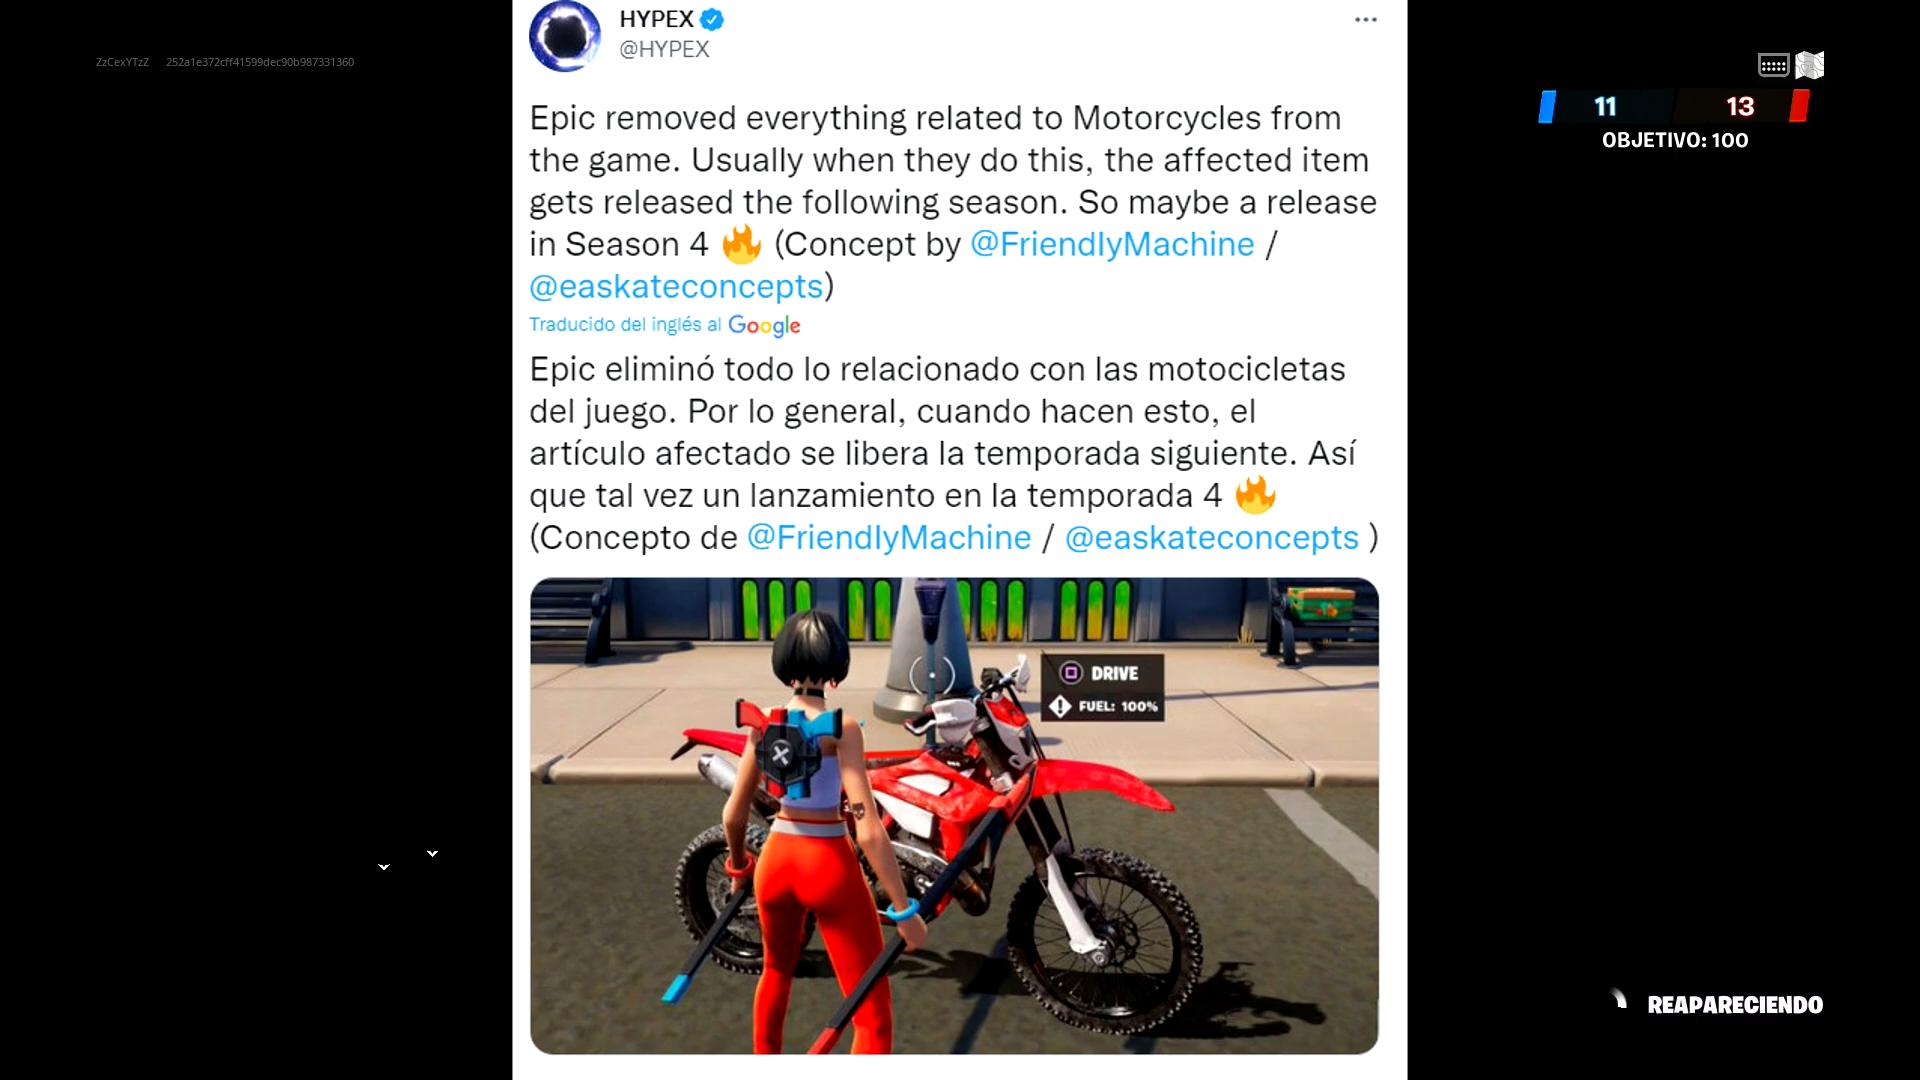 ZzCexYTzZ 252a1e372cff41599dec90b987331360
HYPEX
@HYPEX
Epic removed everything related to Motorcycles from
the game. Usually when they do this, the affected item
gets released the following season. So maybe a release
in Season 4 🔥 (Concept by @FriendlyMachine /
@easkateconcepts)
Traducido del inglés al Google
Epic eliminó todo lo relacionado con las motocicletas
del juego. Por lo general, cuando hacen esto, el
artículo afectado se libera la temporada siguiente. Así
que tal vez un lanzamiento en la temporada 4 🔥
(Concepto de @FriendlyMachine / @easkateconcepts )
DRIVE
FUEL: 100%
11 13
OBJETIVO: 100
REAPARECIENDO